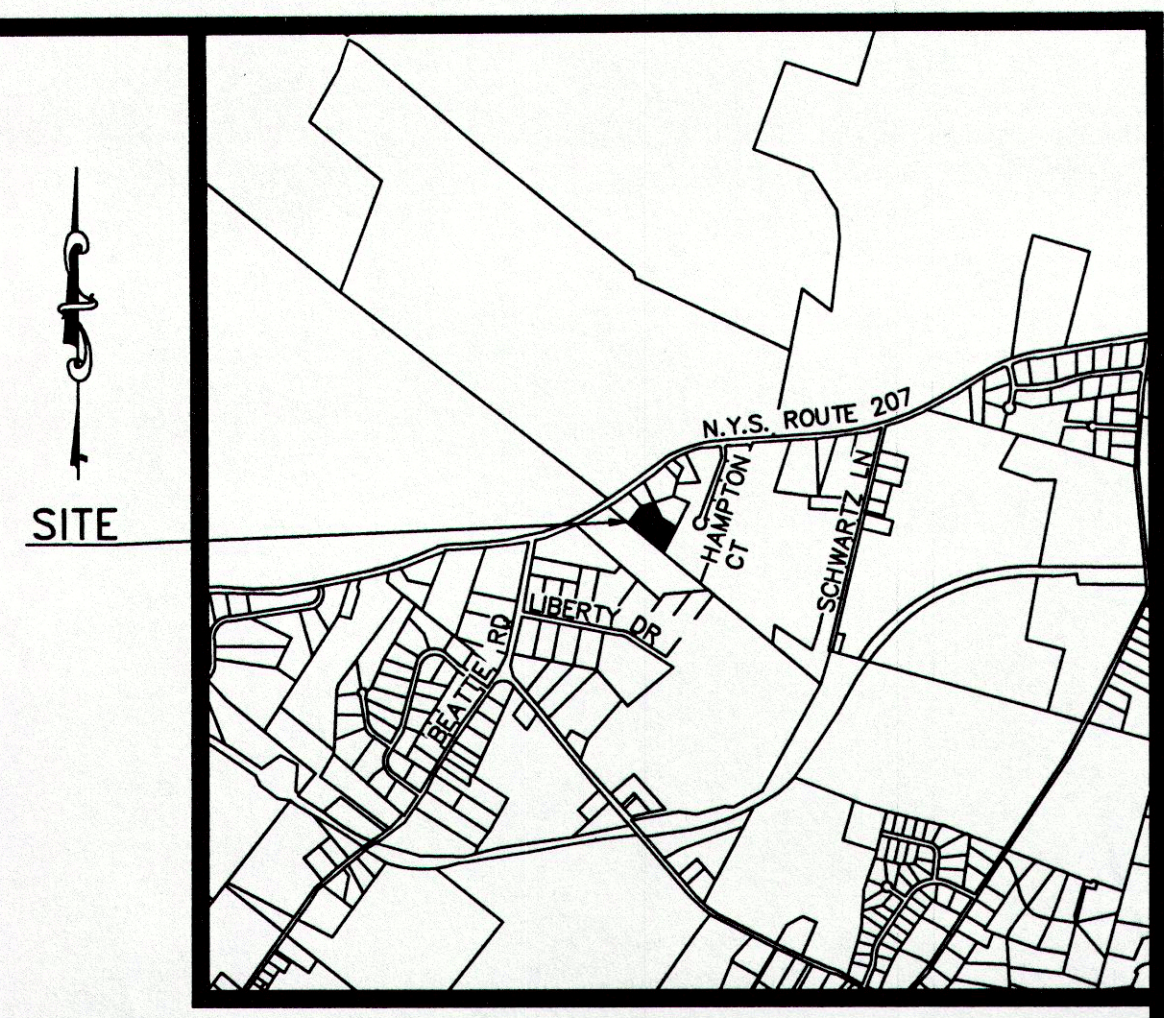 N.Y.S. ROUTE 207
HAMPTON
CT
SCHWARTZ LN
SITE
LIBERTY DR
BEATTIE RD